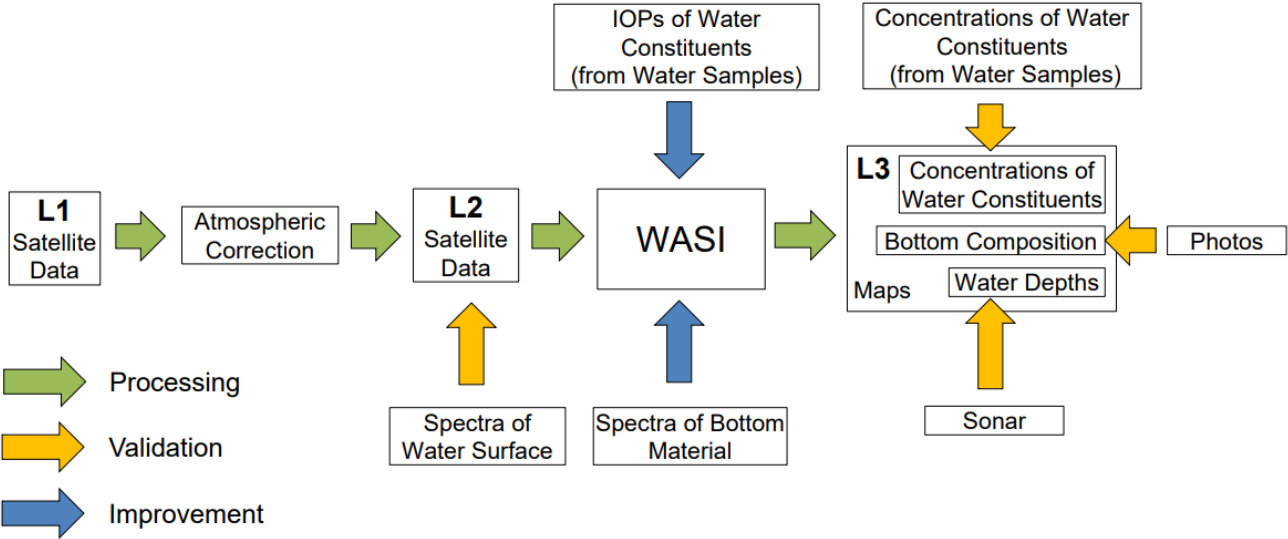 IOPs of Water
Constituents
(from Water Samples)
Concentrations of Water
Constituents
(from Water Samples)
L1
Satellite
Data
Atmospheric
Correction
L2
Satellite
Data
WASI
L3
Concentrations of
Water Constituents
Bottom Composition
Water Depths
Maps
Photos
Processing
Validation
Improvement
Spectra of
Water Surface
Spectra of Bottom
Material
Sonar